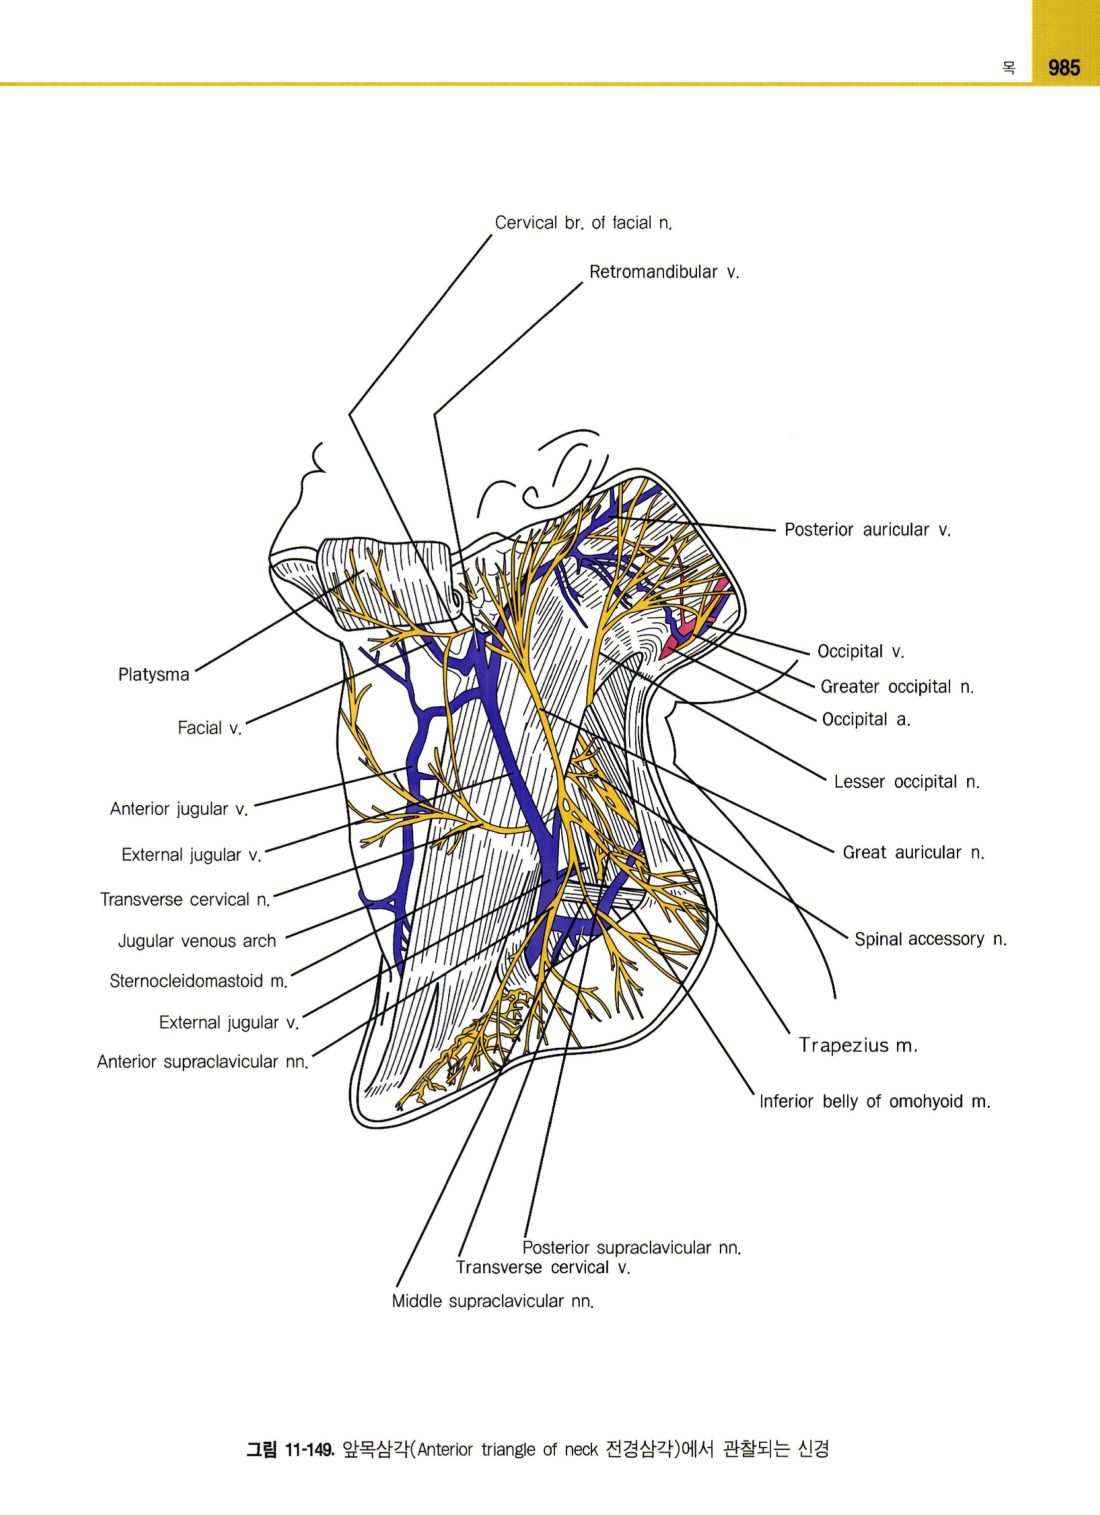 목 985
Cervical br. of facial n.
Retromandibular v.
Posterior auricular v.
Occipital v.
Platysma
Greater occipital n.
Occipital a.
Facial v.
Lesser occipital n.
Anterior jugular v.
External jugular v.
Great auricular n.
Transverse cervical n.
Jugular venous arch
Spinal accessory n.
Sternocleidomastoid m.
External jugular v.
Trapezius m.
Anterior supraclavicular nn.
Inferior belly of omohyoid m.
Posterior supraclavicular nn.
Transverse cervical v.
Middle supraclavicular nn.
그림 11-149. 앞목삼각(Anterior triangle of neck 전경삼각)에서 관찰되는 신경